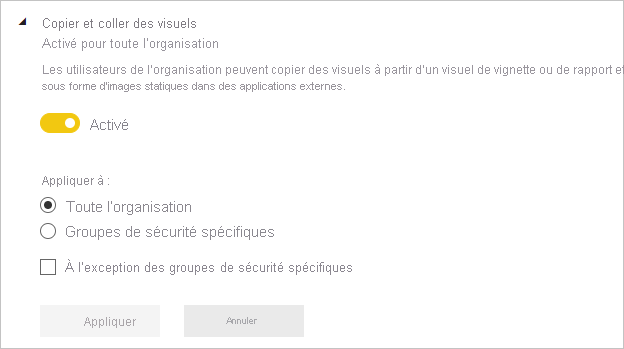 Copier et coller des visuels
Activé pour toute l'organisation
Les utilisateurs de l'organisation peuvent copier des visuels à partir d'un visuel de vignette ou de rapport et
sous forme d'images statiques dans des applications externes.
Activé
Appliquer à :
Toute l'organisation
Groupes de sécurité spécifiques
À l'exception des groupes de sécurité spécifiques
Appliquer
Annuler